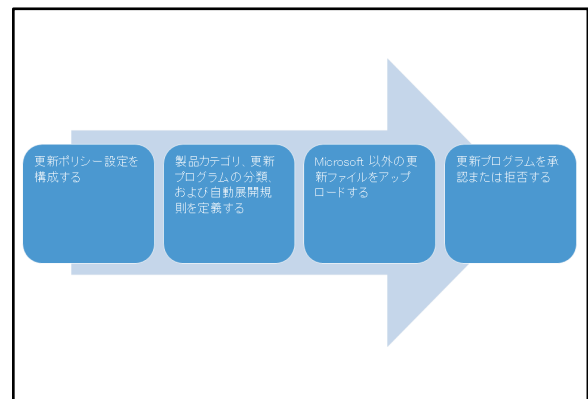 更新ポリシー設定を
構成する
製品カテゴリ、更新
プログラムの分類、
および自動展開規
則を定義する
Microsoft 以外の更
新ファイルをアップ
ロードする
更新プログラムを承
認または拒否する